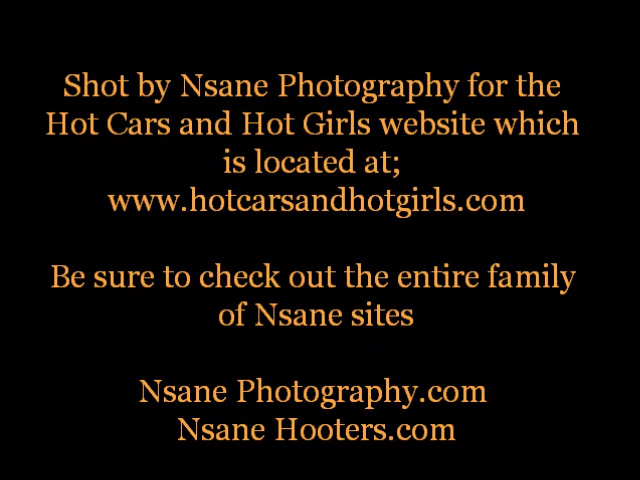 Shot by Nsane Photography for the
Hot Cars and Hot Girls website which
is located at;
www.hotcarsandhotgirls.com
Be sure to check out the entire family
of Nsane sites
Nsane Photography.com
Nsane Hooters.com